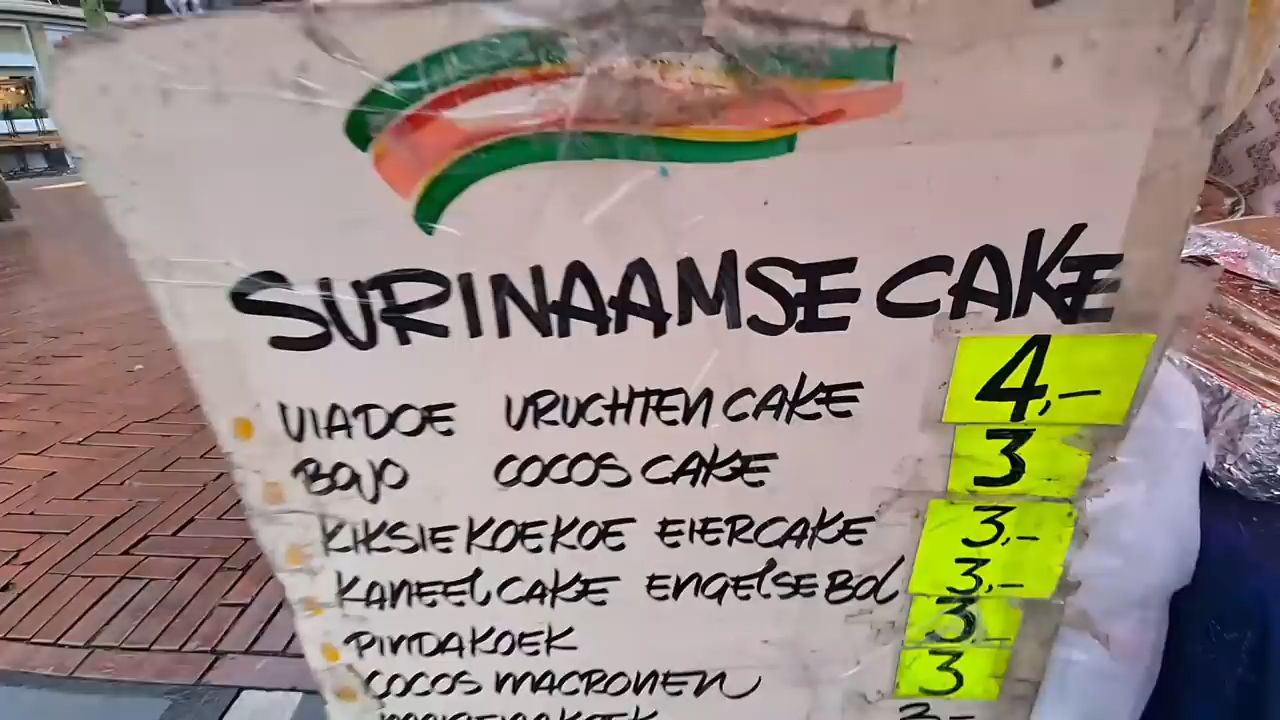 SURINAAMSE CAKE
VIADOE VRUCHTEN CAKE 4,-
BOJO COCOS CAKE 3
KIKSIE KOEKOE EIERCAKE 3,-
KANEEL CAKE ENGELSE BOL 3,-
PINDAKOEK 3
COCOS MACRONEN 3
3-